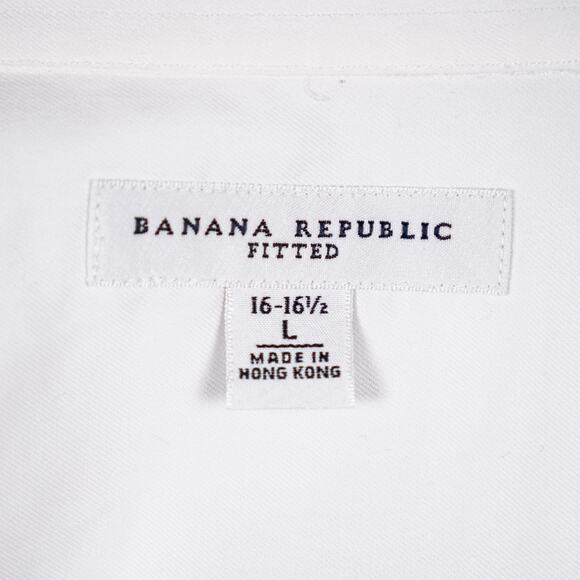 BANANA REPUBLIC
FITTED
16-16½
L
MADE IN
HONG KONG